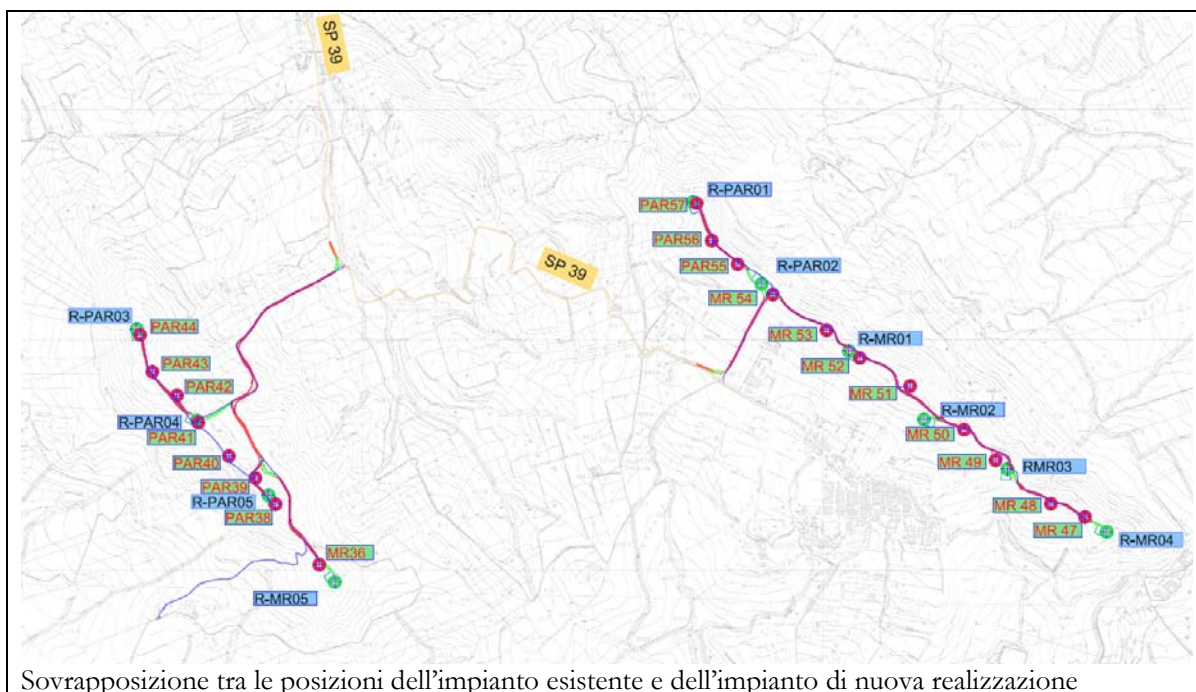 SP 39
R-PAR01
PAR57
PAR56
SP 39
PAR55
R-PAR02
MR 54
R-PAR03
PAR44
MR 53
R-MR01
MR 52
PAR43
PAR42
MR 51
R-PAR04
R-MR02
PAR41
MR 50
PAR40
MR 49
RMR03
PAR39
R-PAR05
PAR38
MR 48
MR 47
R-MR04
MR36
R-MR05
Sovrapposizione tra le posizioni dell'impianto esistente e dell'impianto di nuova realizzazione